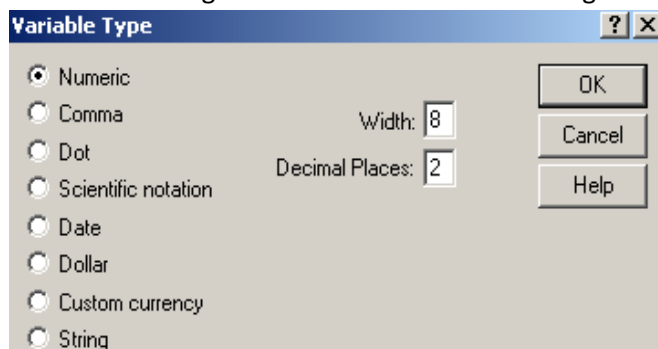 Variable Type
Numeric
Comma
Dot
Scientific notation
Date
Dollar
Custom currency
String
Width: 8
Decimal Places: 2
OK
Cancel
Help